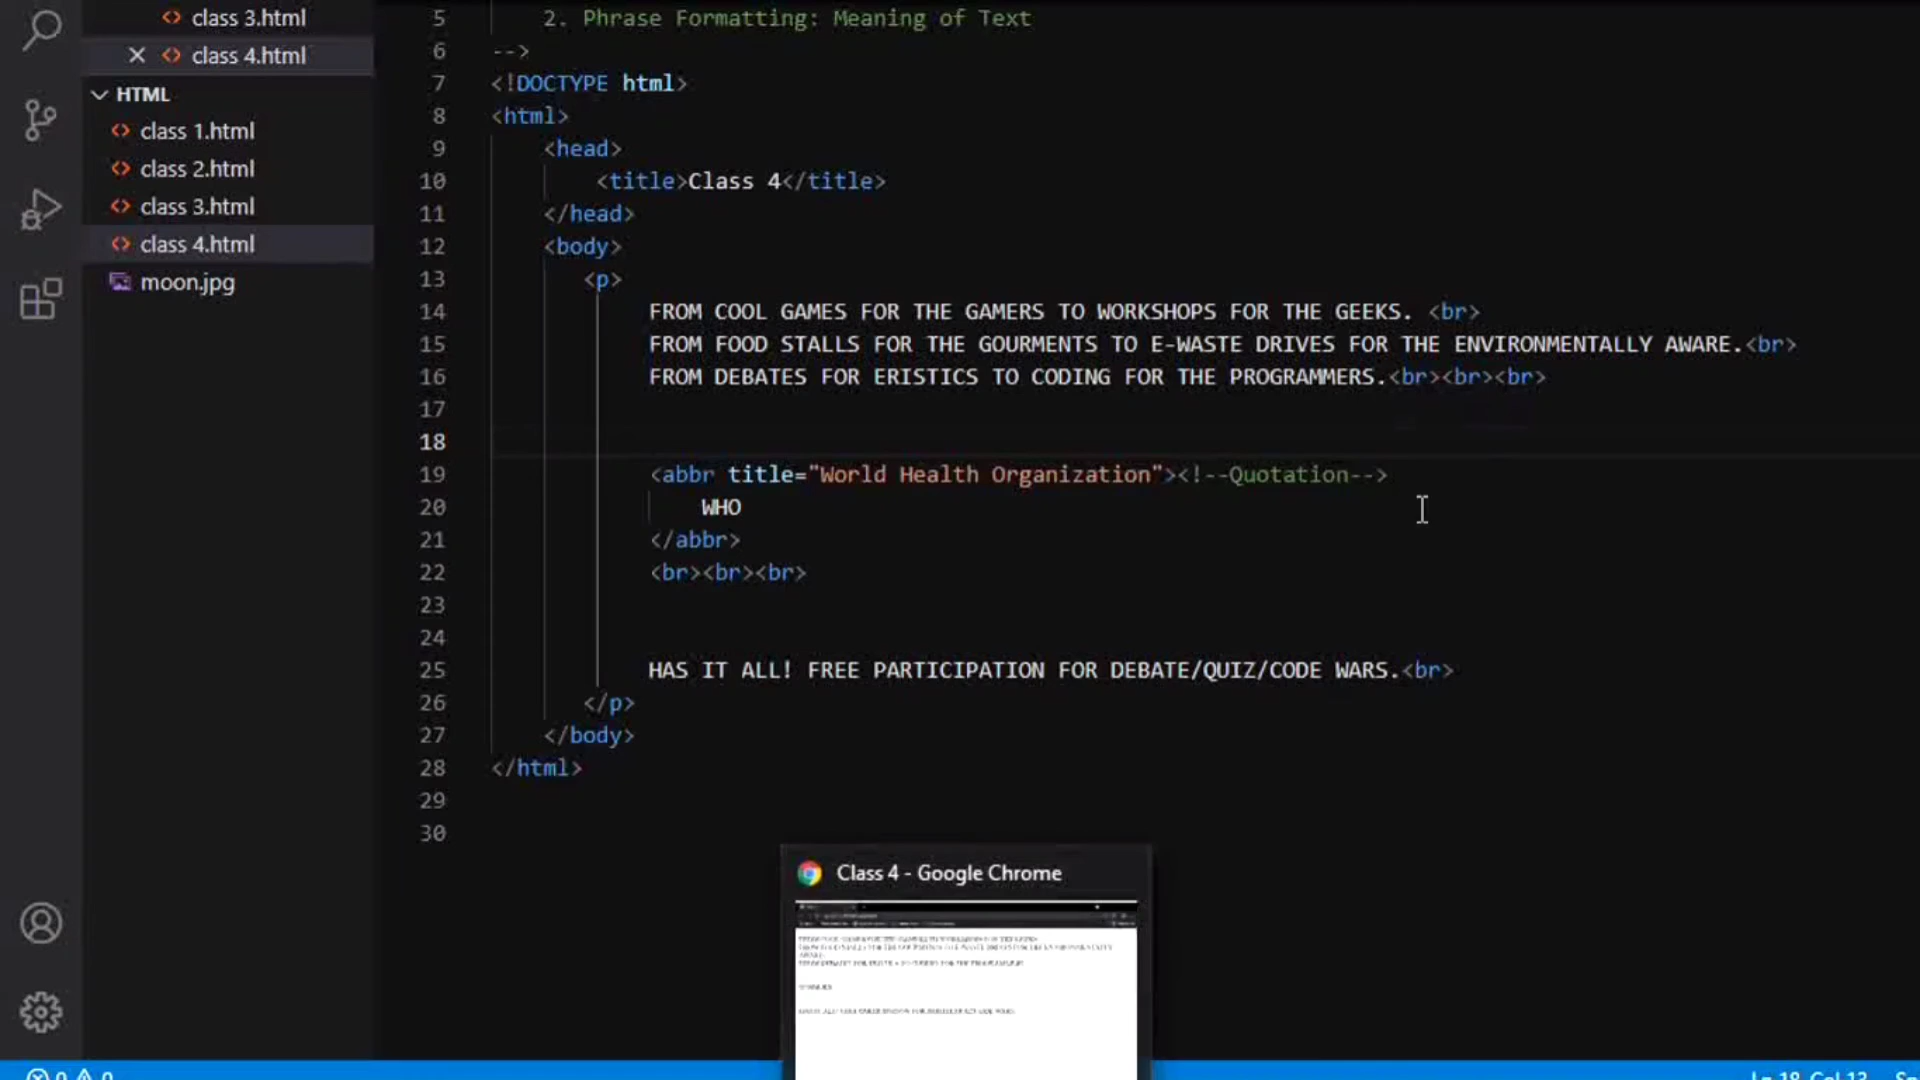 class 3.html
class 4.html
HTML
class 1.html
class 2.html
class 3.html
class 4.html
moon.jpg
5 2. Phrase Formatting: Meaning of Text
6 -->
7 <!DOCTYPE html>
8 <html>
9 <head>
10 <title>Class 4</title>
11 </head>
12 <body>
13 <p>
14 FROM COOL GAMES FOR THE GAMERS TO WORKSHOPS FOR THE GEEKS. <br>
15 FROM FOOD STALLS FOR THE GOURMENTS TO E-WASTE DRIVES FOR THE ENVIRONMENTALLY AWARE.<br>
16 FROM DEBATES FOR ERISTICS TO CODING FOR THE PROGRAMMERS.<br><br><br>
17
18
19 <abbr title="World Health Organization"><!--Quotation-->
20 WHO
21 </abbr>
22 <br><br><br>
23
24
25 HAS IT ALL! FREE PARTICIPATION FOR DEBATE/QUIZ/CODE WARS.<br>
26 </p>
27 </body>
28 </html>
29
30
Class 4 - Google Chrome
0 0
Ln 18, Col 13